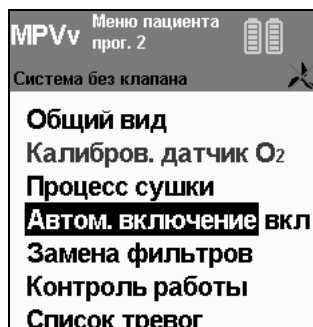 MPVv Меню пациента
прог. 2
Система без клапана
Общий вид
Калибров. датчик O₂
Процесс сушки
Автом. включение вкл
Замена фильтров
Контроль работы
Список тревог